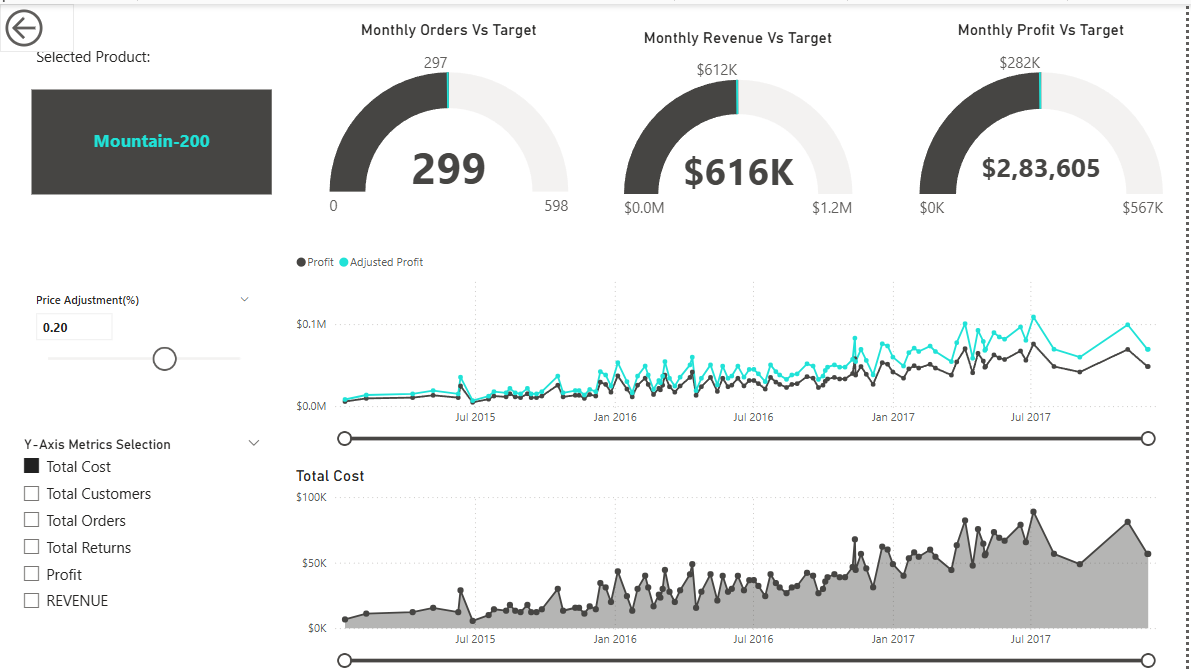 Selected Product:
Mountain-200
Monthly Orders Vs Target
297
299
0
598
Monthly Revenue Vs Target
$612K
$616K
$0.0M
$1.2M
Monthly Profit Vs Target
$282K
$2,83,605
$0K
$567K
Price Adjustment(%)
0.20
Y-Axis Metrics Selection
Total Cost
Total Customers
Total Orders
Total Returns
Profit
REVENUE
Profit Adjusted Profit
$0.1M
$0.0M
Jul 2015 Jan 2016 Jul 2016 Jan 2017 Jul 2017
Total Cost
$100K
$50K
$0K
Jul 2015 Jan 2016 Jul 2016 Jan 2017 Jul 2017